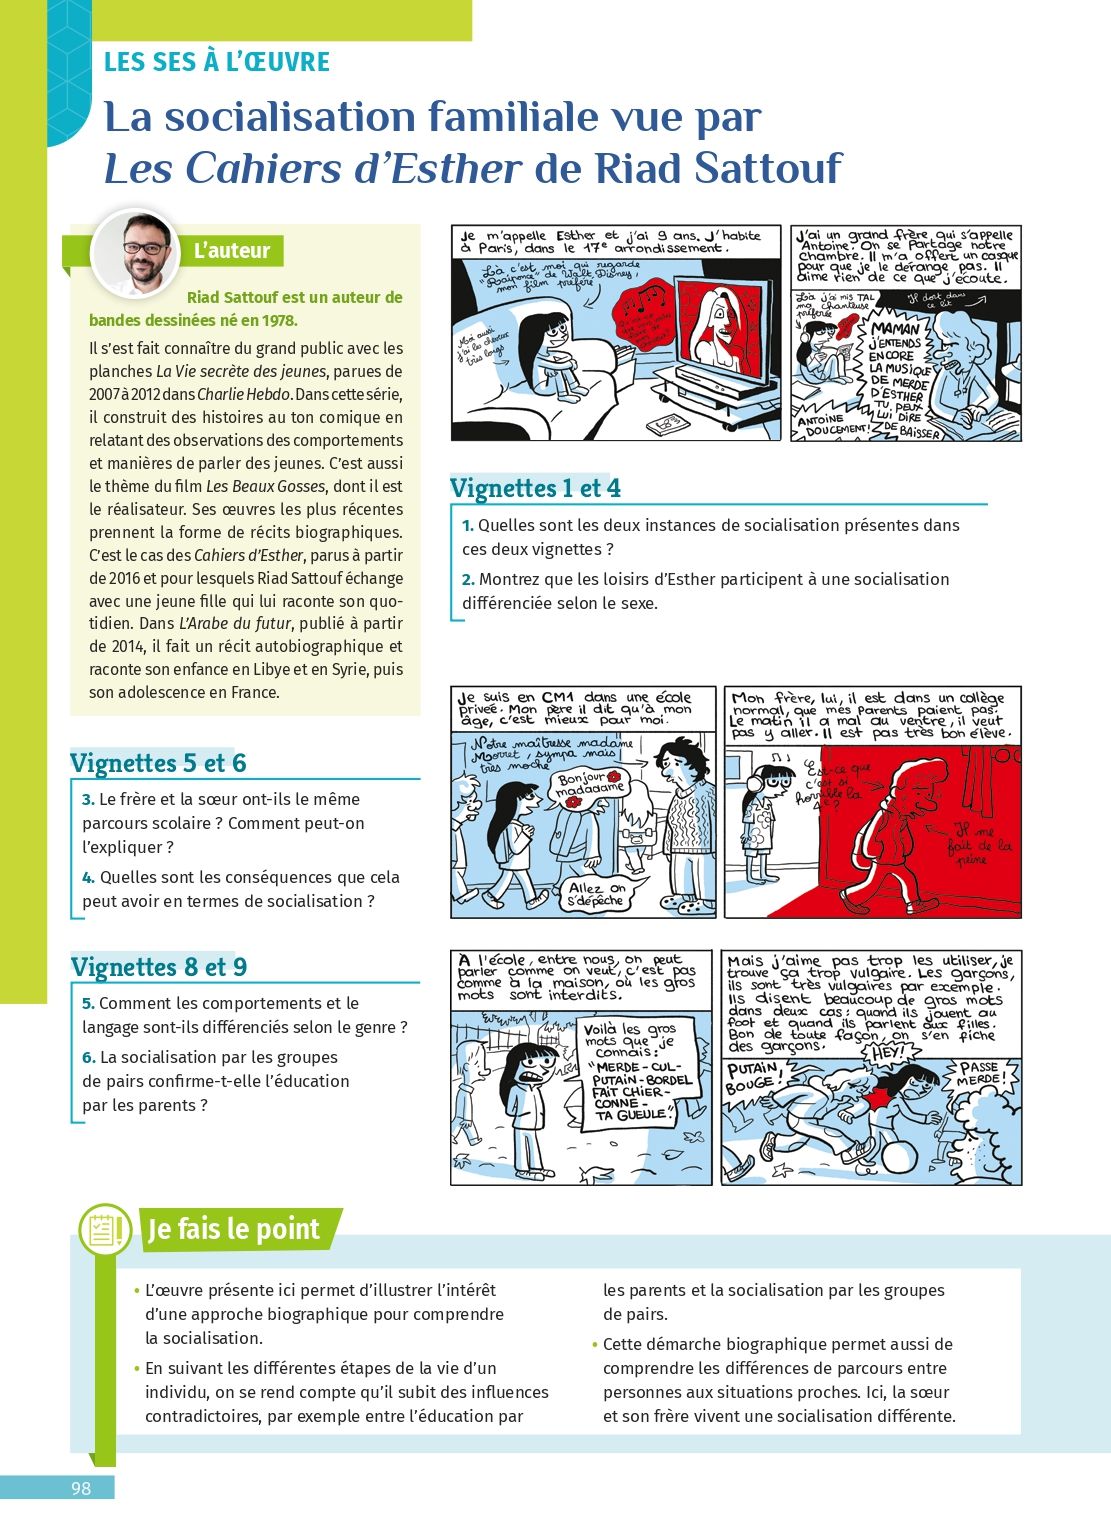 LES SES À L'ŒUVRE
La socialisation familiale vue par
Les Cahiers d'Esther de Riad Sattouf
L'auteur
Riad Sattouf est un auteur de
bandes dessinées né en 1978.
Il s'est fait connaître du grand public avec les
planches La Vie secrète des jeunes, parues de
2007 à 2012 dans Charlie Hebdo. Dans cette série,
il construit des histoires au ton comique en
relatant des observations des comportements
et manières de parler des jeunes. C'est aussi
le thème du film Les Beaux Gosses, dont il est
le réalisateur. Ses œuvres les plus récentes
prennent la forme de récits biographiques.
C'est le cas des Cahiers d'Esther, parus à partir
de 2016 et pour lesquels Riad Sattouf échange
avec une jeune fille qui lui raconte son quo-
tidien. Dans L'Arabe du futur, publié à partir
de 2014, il fait un récit autobiographique et
raconte son enfance en Libye et en Syrie, puis
son adolescence en France.
Je m'appelle Esther et j'ai 9 ans. J'habite
à Paris, dans le 17e arrondissement.
Là c'est moi qui regarde
"Raiponce" de Walt Disney,
mon film préféré
Moi aussi
j'ai les cheveux
très longs
J'ai un grand frère qui s'appelle
Antoine. On se partage notre
chambre. Il m'a offert un casque
pour que je le dérange pas. Il
aime rien de ce que j'écoute.
Là j'ai mis TAL
ma chanteuse
préférée
Il dort dans
ce lit
MAMAN
J'ENTENDS
ENCORE
LA MUSIQUE
DE MERDE
D'ESTHER
TU PEUX
LUI DIRE
DE BAISSER
ANTOINE
DOUCEMENT!
Vignettes 1 et 4
1. Quelles sont les deux instances de socialisation présentes dans
ces deux vignettes ?
2. Montrez que les loisirs d'Esther participent à une socialisation
différenciée selon le sexe.
Je suis en CM1 dans une école
privée. Mon père il dit qu'à mon
âge, c'est mieux pour moi.
Notre maîtresse madame
Morret, sympa mais
très moche
Bonjour
madadame
Allez on
s'dépêche
Mon frère, lui, il est dans un collège
normal, que mes parents paient pas.
Le matin il a mal au ventre, il veut
pas y aller. Il est pas très bon élève.
Est-ce que
c'est si
horrible la
4e ?
Il me
fait de la
peine
Vignettes 5 et 6
3. Le frère et la sœur ont-ils le même
parcours scolaire ? Comment peut-on
l'expliquer ?
4. Quelles sont les conséquences que cela
peut avoir en termes de socialisation ?
À l'école, entre nous, on peut
parler comme on veut, c'est pas
comme à la maison, où les gros
mots sont interdits.
Voilà les gros
mots que je
connais:
"MERDE - CUL-
PUTAIN - BORDEL
FAIT CHIER-
CONNE -
TA GUEULE."
Mais j'aime pas trop les utiliser, je
trouve ça trop vulgaire. Les garçons,
ils sont très vulgaires par exemple.
Ils disent beaucoup de gros mots
dans deux cas: quand ils jouent au
foot et quand ils parlent aux filles.
Bon de toute façon, on s'en fiche
des garçons.
HEY!
PUTAIN,
BOUGE!
PASSE
MERDE!
Vignettes 8 et 9
5. Comment les comportements et le
langage sont-ils différenciés selon le genre ?
6. La socialisation par les groupes
de pairs confirme-t-elle l'éducation
par les parents ?
Je fais le point
• L'œuvre présente ici permet d'illustrer l'intérêt
d'une approche biographique pour comprendre
la socialisation.
• En suivant les différentes étapes de la vie d'un
individu, on se rend compte qu'il subit des influences
contradictoires, par exemple entre l'éducation par
les parents et la socialisation par les groupes
de pairs.
• Cette démarche biographique permet aussi de
comprendre les différences de parcours entre
personnes aux situations proches. Ici, la sœur
et son frère vivent une socialisation différente.
98